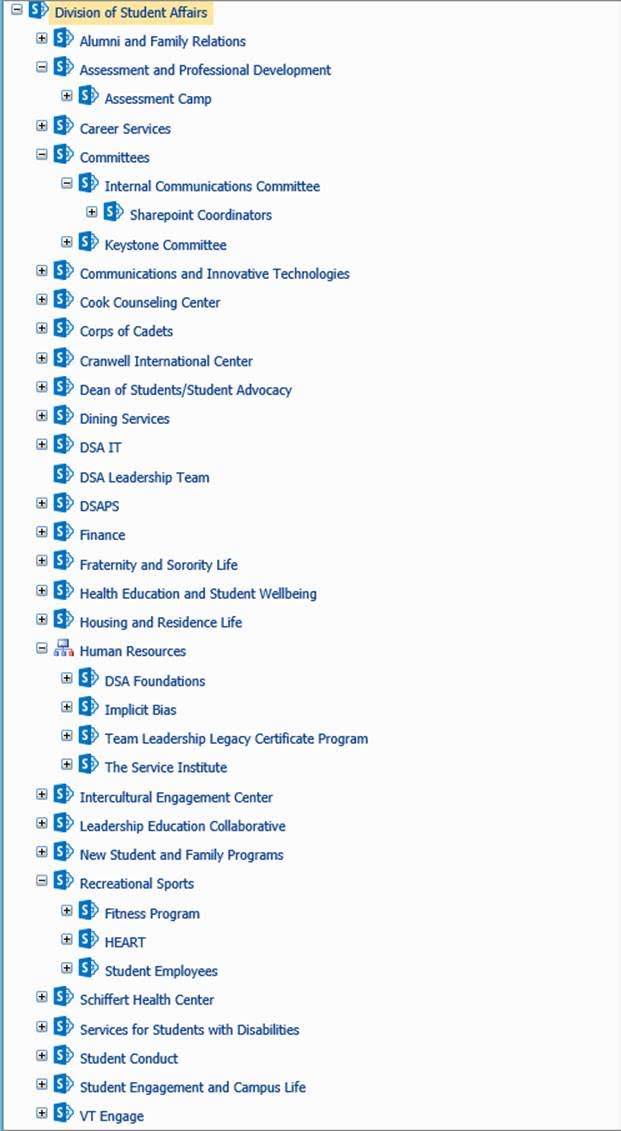 Division of Student Affairs
Alumni and Family Relations
Assessment and Professional Development
Assessment Camp
Career Services
Committees
Internal Communications Committee
Sharepoint Coordinators
Keystone Committee
Communications and Innovative Technologies
Cook Counseling Center
Corps of Cadets
Cranwell International Center
Dean of Students/Student Advocacy
Dining Services
DSA IT
DSA Leadership Team
DSAPS
Finance
Fraternity and Sorority Life
Health Education and Student Wellbeing
Housing and Residence Life
Human Resources
DSA Foundations
Implicit Bias
Team Leadership Legacy Certificate Program
The Service Institute
Intercultural Engagement Center
Leadership Education Collaborative
New Student and Family Programs
Recreational Sports
Fitness Program
HEART
Student Employees
Schiffert Health Center
Services for Students with Disabilities
Student Conduct
Student Engagement and Campus Life
VT Engage